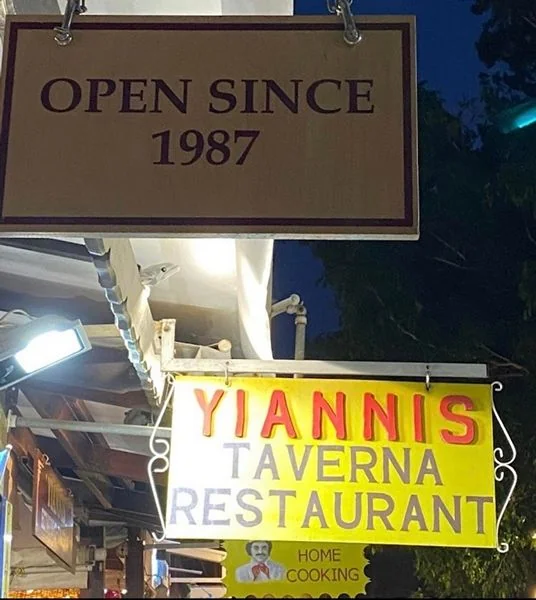 OPEN SINCE
1987
YIANNIS
TAVERNA
RESTAURANT
HOME
COOKING